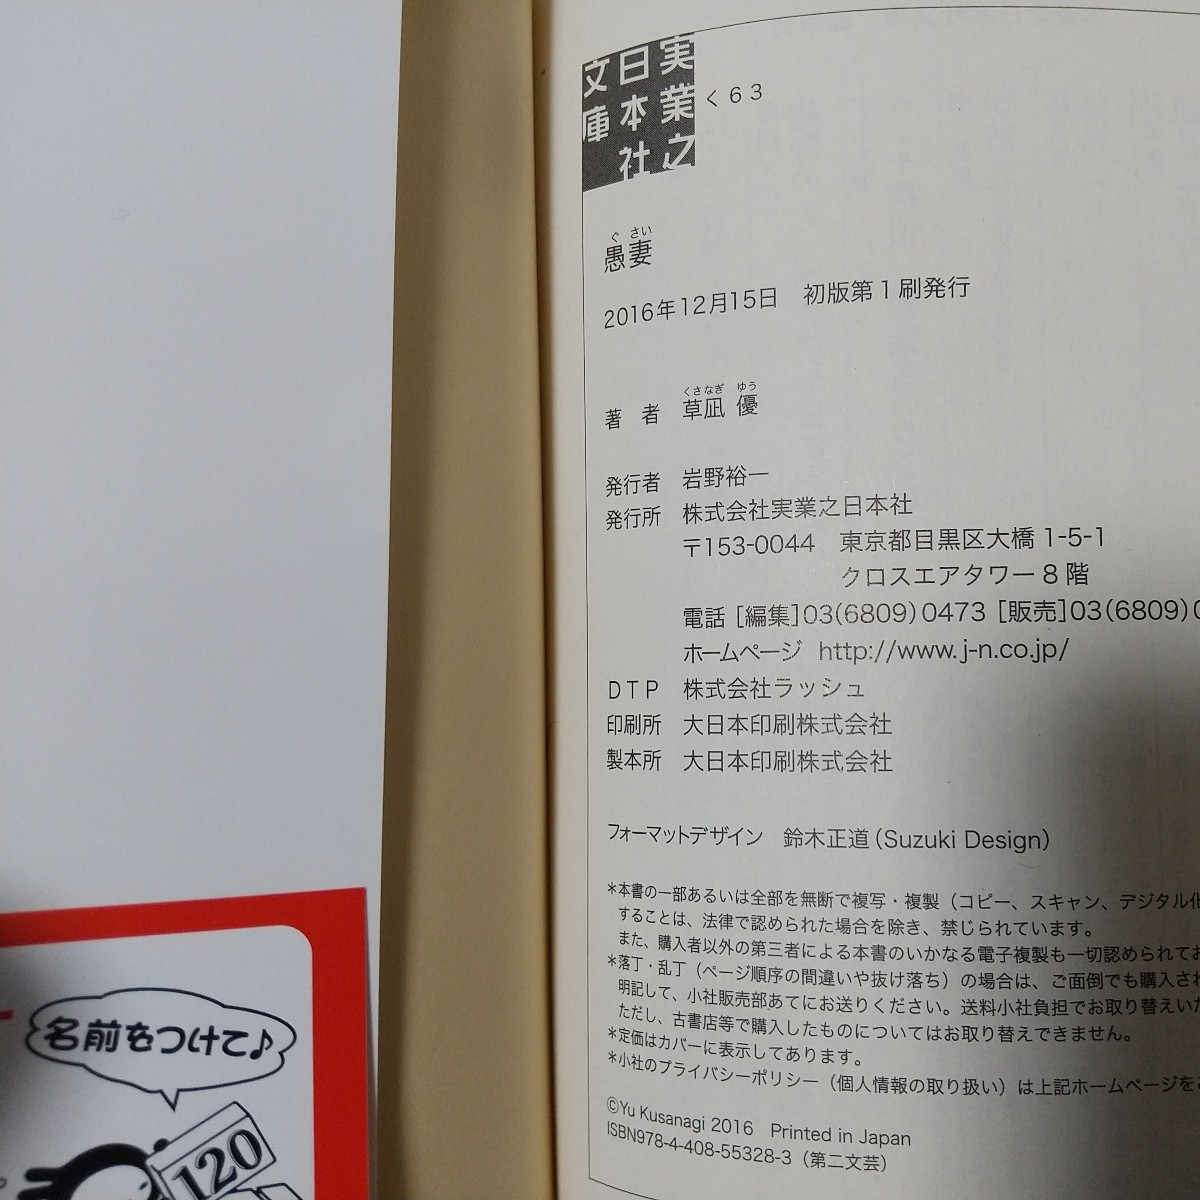 実業之
日本社
文庫
く63
ぐさい
愚妻
2016年12月15日　初版第1刷発行
くさなぎ ゆう
著　者　草凪 優
発行者　岩野裕一
発行所　株式会社実業之日本社
〒153-0044　東京都目黒区大橋1-5-1
クロスエアタワー8階
電話［編集］03(6809)0473［販売］03(6809)0
ホームページ　http://www.j-n.co.jp/
DTP　株式会社ラッシュ
印刷所　大日本印刷株式会社
製本所　大日本印刷株式会社
フォーマットデザイン　鈴木正道（Suzuki Design）
＊本書の一部あるいは全部を無断で複写・複製（コピー、スキャン、デジタル化
することは、法律で認められた場合を除き、禁じられています。
また、購入者以外の第三者による本書のいかなる電子複製も一切認められてお
＊落丁・乱丁（ページ順序の間違いや抜け落ち）の場合は、ご面倒でも購入さ
明記して、小社販売部あてにお送りください。送料小社負担でお取り替えいた
ただし、古書店等で購入したものについてはお取り替えできません。
＊定価はカバーに表示してあります。
＊小社のプライバシーポリシー（個人情報の取り扱い）は上記ホームページを
©Yu Kusanagi 2016　Printed in Japan
ISBN978-4-408-55328-3（第二文芸）
名前をつけて♪
120